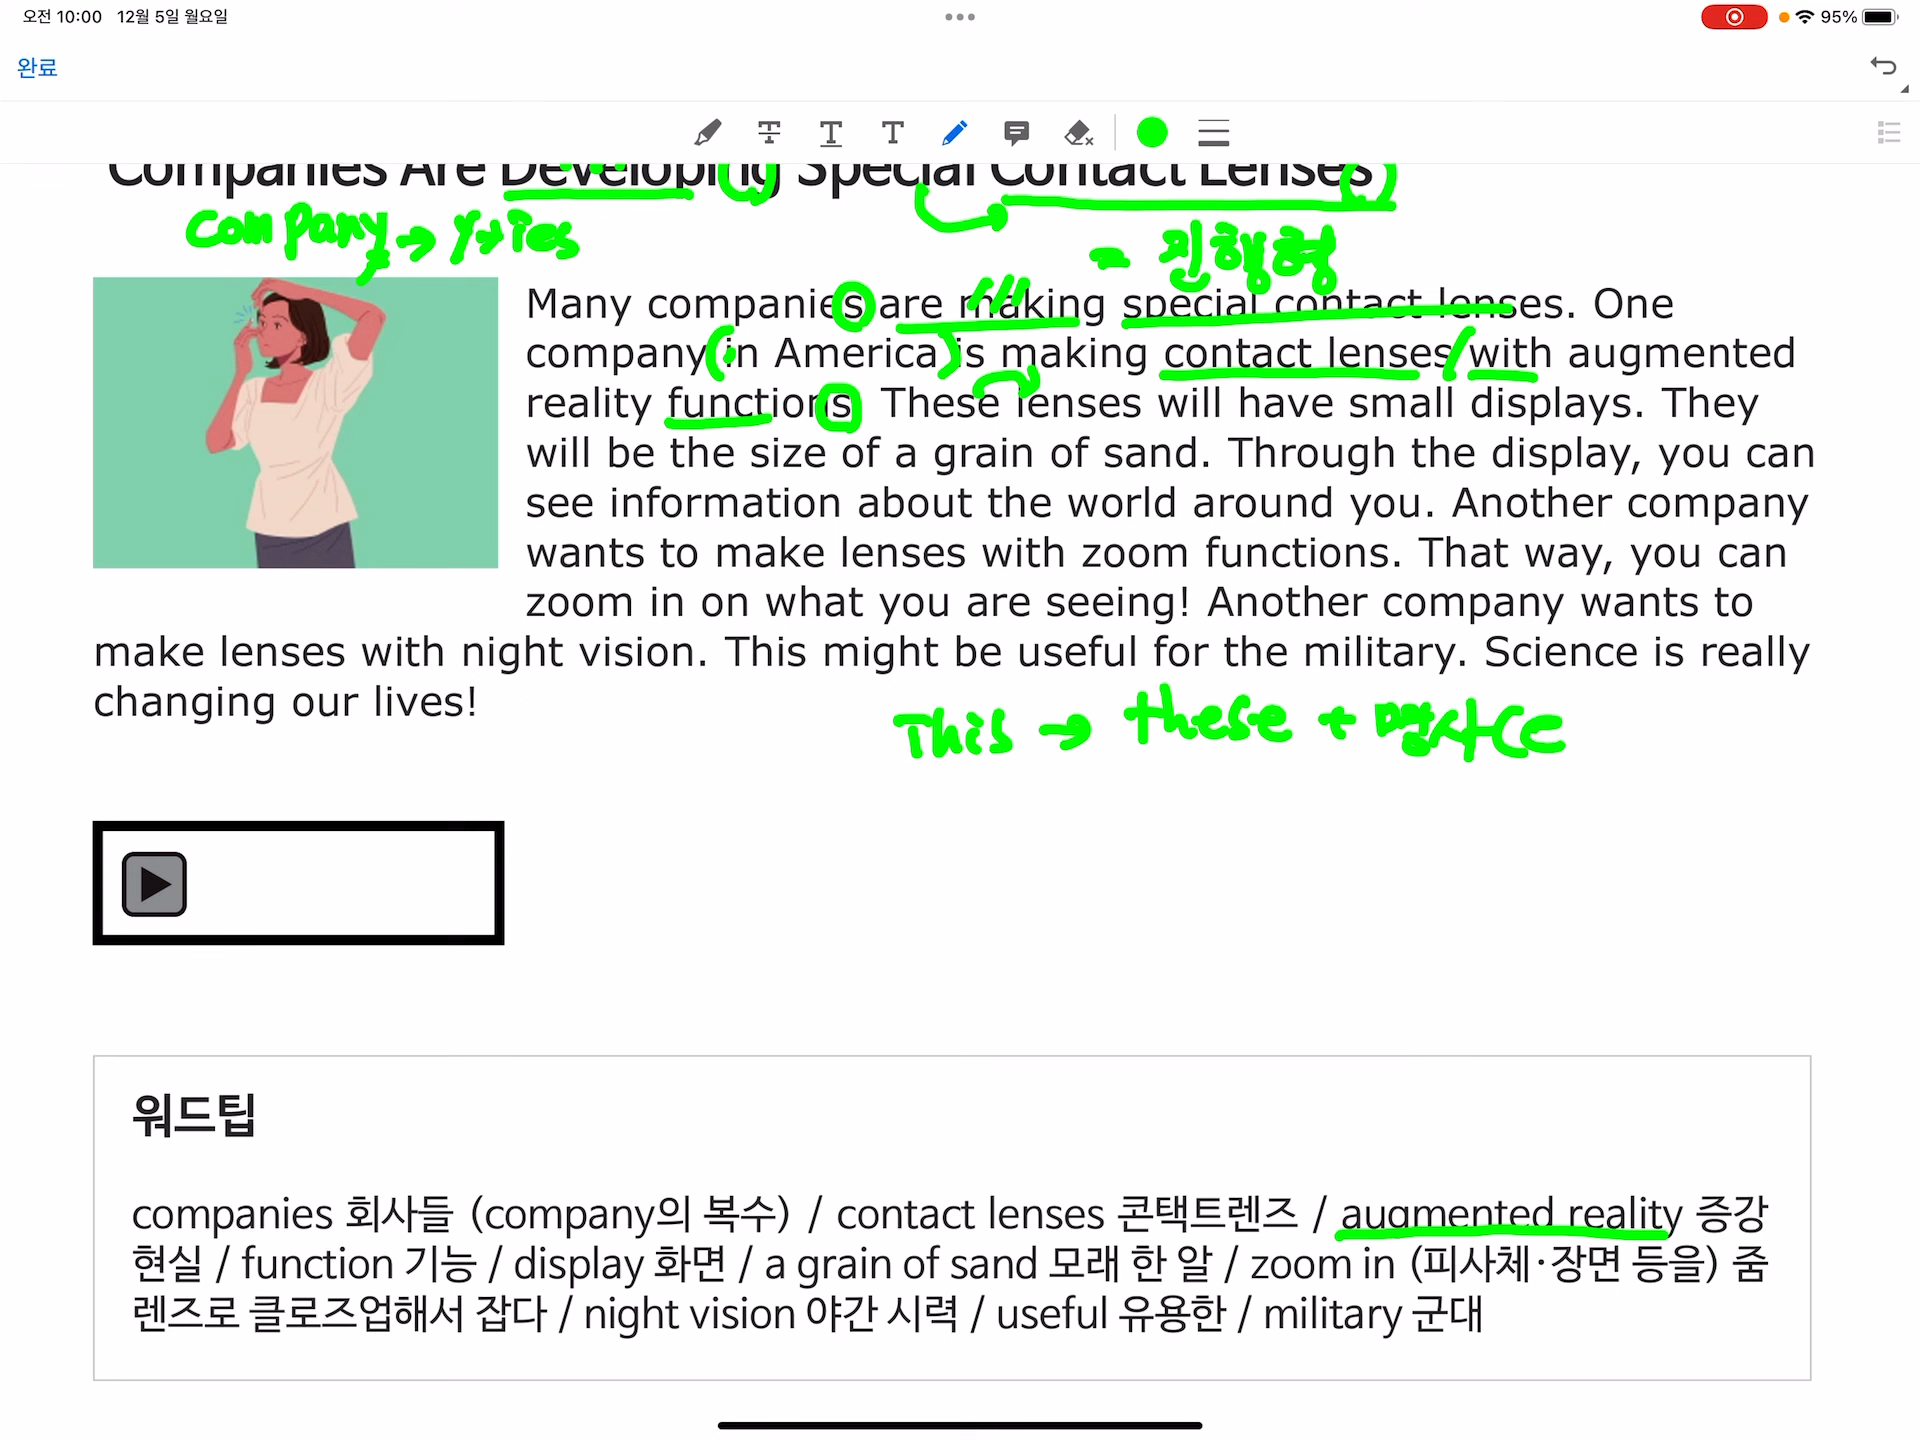 오전 10:00 12월 5일 월요일
95%
완료
Companies Are Developing Special Contact Lenses
company → y→ies
= 진행형
Many companies are making special contact lenses. One
company in America is making contact lenses with augmented
reality functions. These lenses will have small displays. They
will be the size of a grain of sand. Through the display, you can
see information about the world around you. Another company
wants to make lenses with zoom functions. That way, you can
zoom in on what you are seeing! Another company wants to
make lenses with night vision. This might be useful for the military. Science is really
changing our lives!
This → these + 명사(
워드팁
companies 회사들 (company의 복수) / contact lenses 콘택트렌즈 / augmented reality 증강
현실 / function 기능 / display 화면 / a grain of sand 모래 한 알 / zoom in (피사체·장면 등을) 줌
렌즈로 클로즈업해서 잡다 / night vision 야간 시력 / useful 유용한 / military 군대